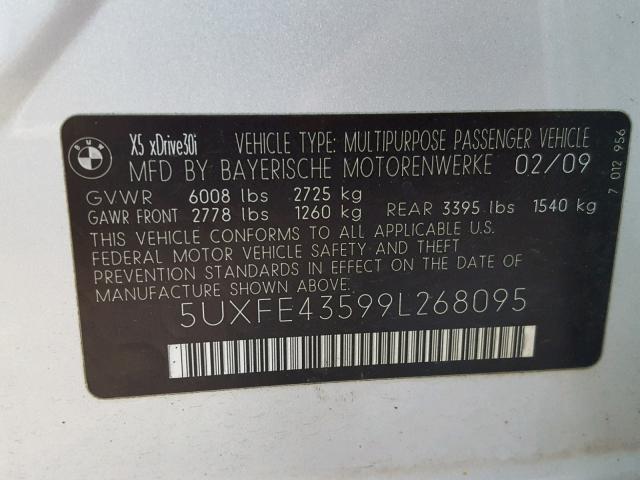 BMW
X5 xDrive30i VEHICLE TYPE: MULTIPURPOSE PASSENGER VEHICLE
MFD BY BAYERISCHE MOTORENWERKE 02/09
GVWR 6008 lbs 2725 kg
GAWR FRONT 2778 lbs 1260 kg REAR 3395 lbs 1540 kg
THIS VEHICLE CONFORMS TO ALL APPLICABLE U.S.
FEDERAL MOTOR VEHICLE SAFETY AND THEFT
PREVENTION STANDARDS IN EFFECT ON THE DATE OF
MANUFACTURE SHOWN ABOVE.
5UXFE43599L268095
7 012 956